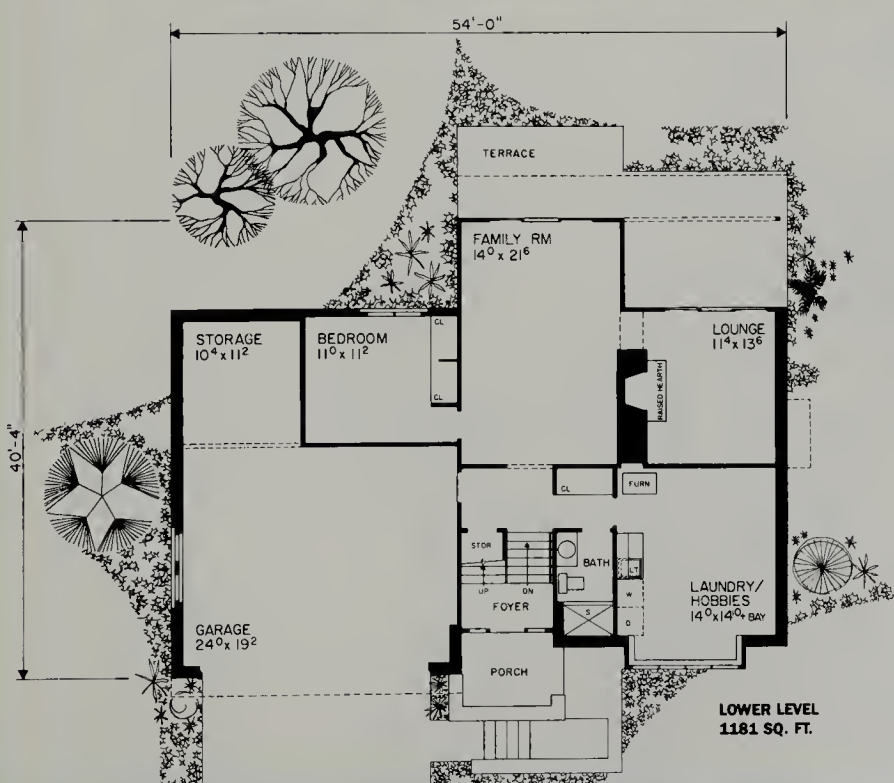 54'-0"
TERRACE
FAMILY RM
14⁰ x 21⁶
40'-4"
STORAGE
10⁴ x 11²
BEDROOM
11⁰ x 11²
CL
CL
LOUNGE
11⁴ x 13⁶
RAISED HEARTH
CL
FURN
STOR
BATH
UP
DN
FOYER
LT
W
D
S
LAUNDRY/
HOBBIES
14⁰ x 14⁰ + BAY
GARAGE
24⁰ x 19²
PORCH
LOWER LEVEL
1181 SQ. FT.